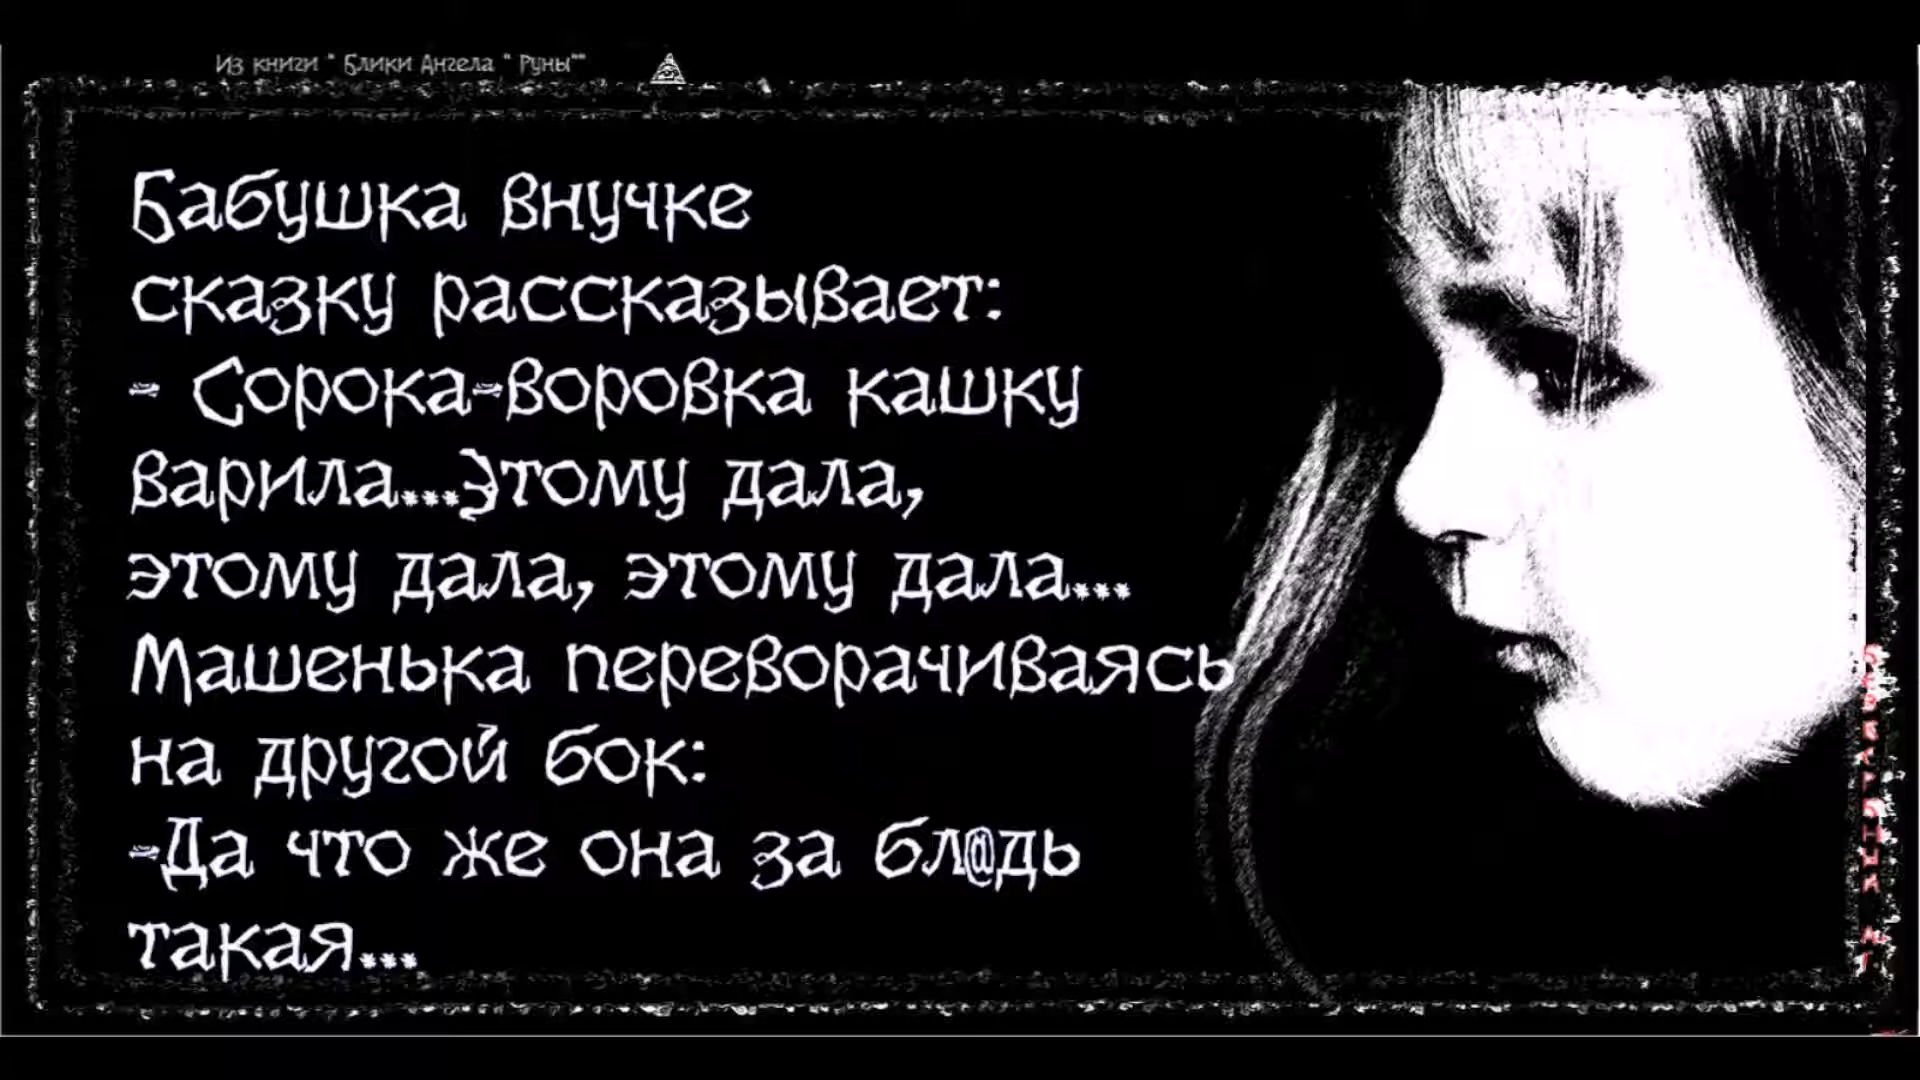 Из книги " Блики Ангела " Руны""
Бабушка внучке
сказку рассказывает:
- Сорока-воровка кашку
варила...Этому дала,
этому дала, этому дала...
Машенька переворачиваясь
на другой бок:
-Да что же она за бл@дь
такая...